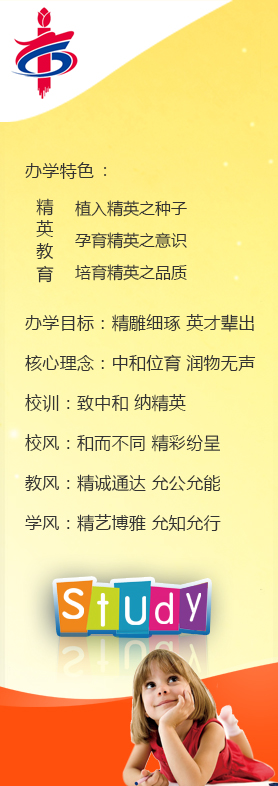 办学特色：
精英教育
植入精英之种子
孕育精英之意识
培育精英之品质
办学目标：精雕细琢 英才辈出
核心理念：中和位育 润物无声
校训：致中和 纳精英
校风：和而不同 精彩纷呈
教风：精诚通达 允公允能
学风：精艺博雅 允知允行
Study